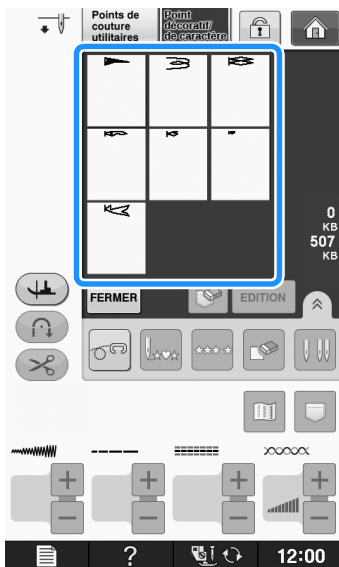 Points de
couture
utilitaires
Point
décoratif/
de caractère
0
KB
507
KB
FERMER
EDITION
?
12:00